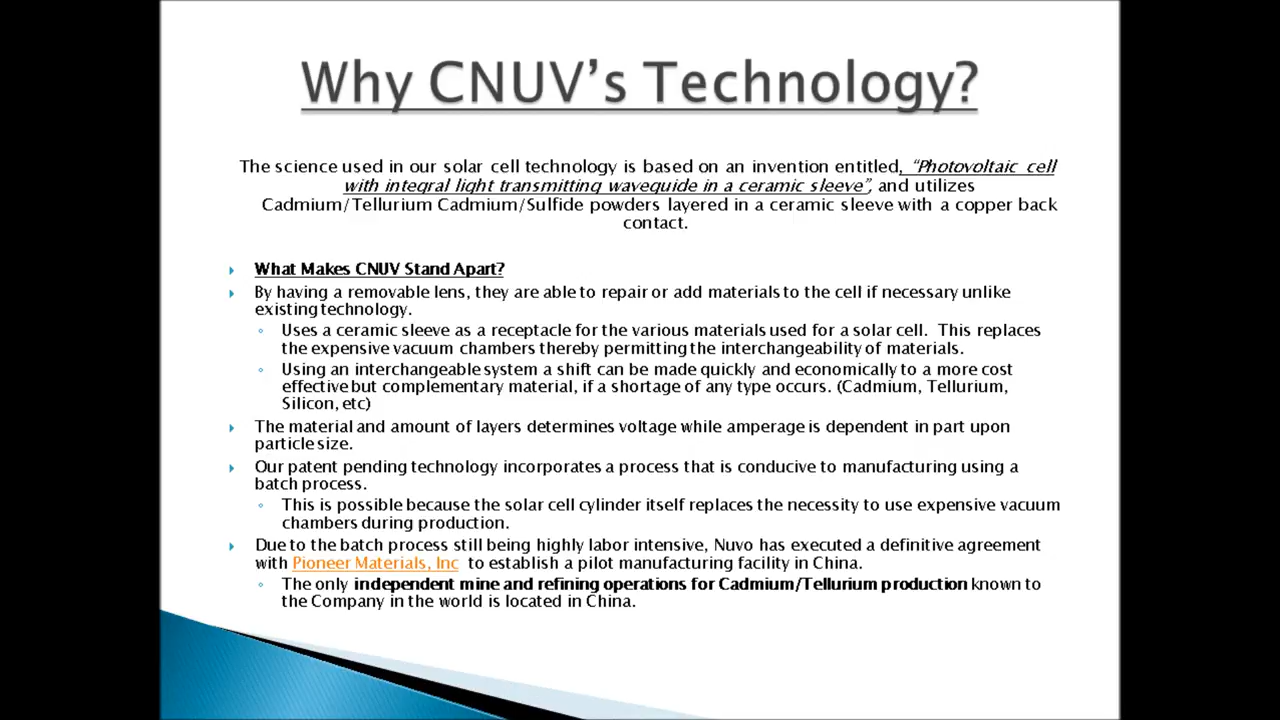 Why CNUV’s Technology?
The science used in our solar cell technology is based on an invention entitled, “Photovoltaic cell
with integral light transmitting waveguide in a ceramic sleeve”, and utilizes
Cadmium/Tellurium Cadmium/Sulfide powders layered in a ceramic sleeve with a copper back
contact.
What Makes CNUV Stand Apart?
By having a removable lens, they are able to repair or add materials to the cell if necessary unlike
existing technology.
Uses a ceramic sleeve as a receptacle for the various materials used for a solar cell. This replaces
the expensive vacuum chambers thereby permitting the interchangeability of materials.
Using an interchangeable system a shift can be made quickly and economically to a more cost
effective but complementary material, if a shortage of any type occurs. (Cadmium, Tellurium,
Silicon, etc)
The material and amount of layers determines voltage while amperage is dependent in part upon
particle size.
Our patent pending technology incorporates a process that is conducive to manufacturing using a
batch process.
This is possible because the solar cell cylinder itself replaces the necessity to use expensive vacuum
chambers during production.
Due to the batch process still being highly labor intensive, Nuvo has executed a definitive agreement
with Pioneer Materials, Inc to establish a pilot manufacturing facility in China.
The only independent mine and refining operations for Cadmium/Tellurium production known to
the Company in the world is located in China.